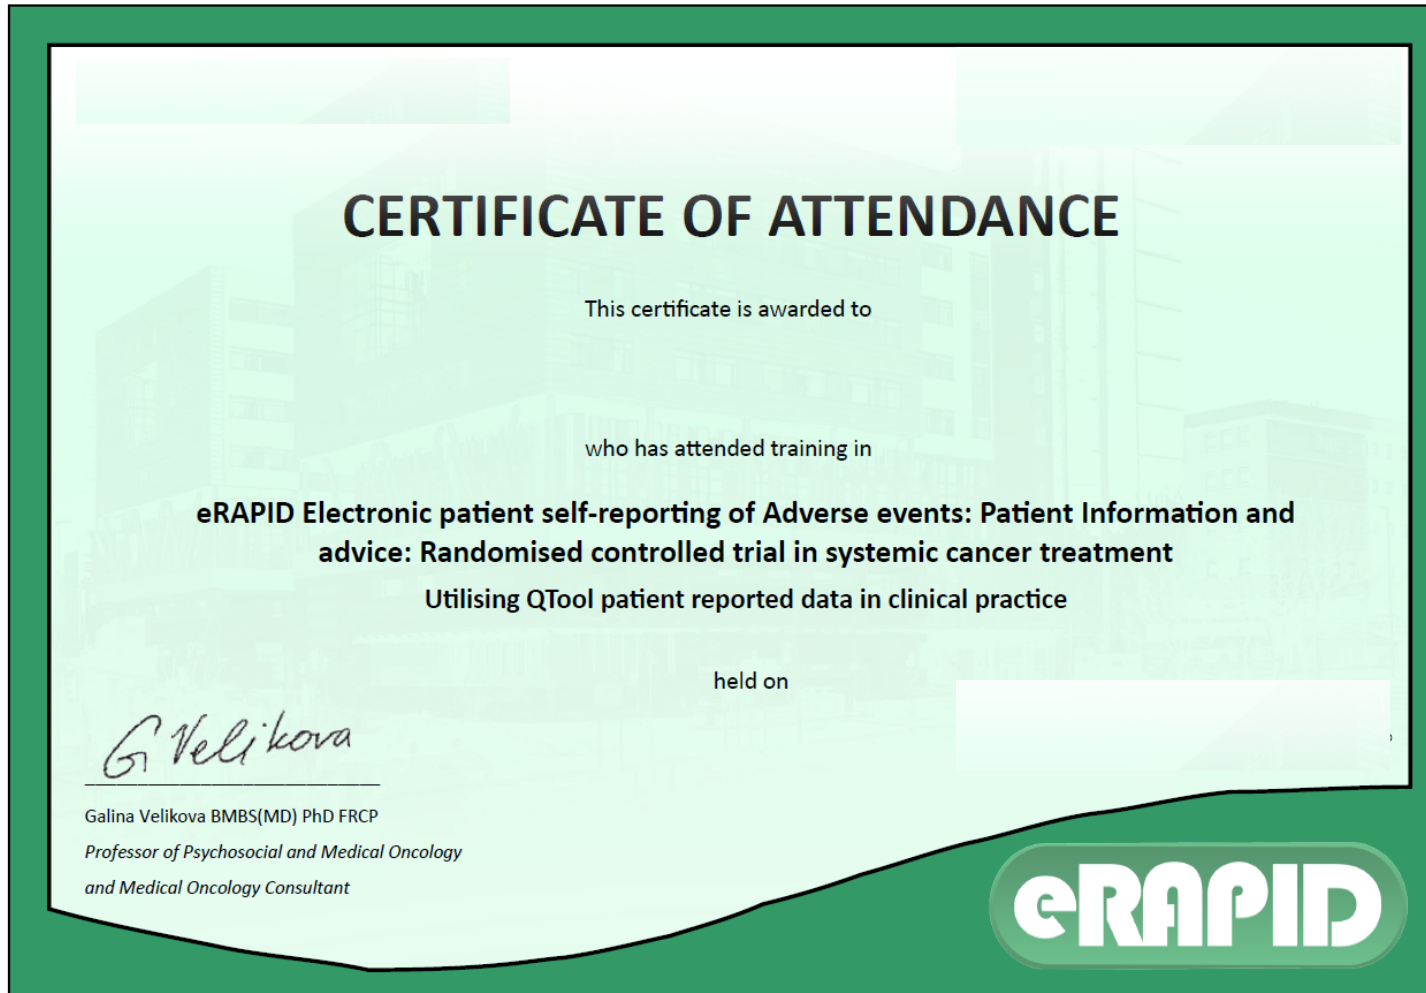 CERTIFICATE OF ATTENDANCE
This certificate is awarded to
who has attended training in
eRAPID Electronic patient self-reporting of Adverse events: Patient Information and
advice: Randomised controlled trial in systemic cancer treatment
Utilising QTool patient reported data in clinical practice
held on
G Velikova
Galina Velikova BMBS(MD) PhD FRCP
Professor of Psychosocial and Medical Oncology
and Medical Oncology Consultant
eRAPID